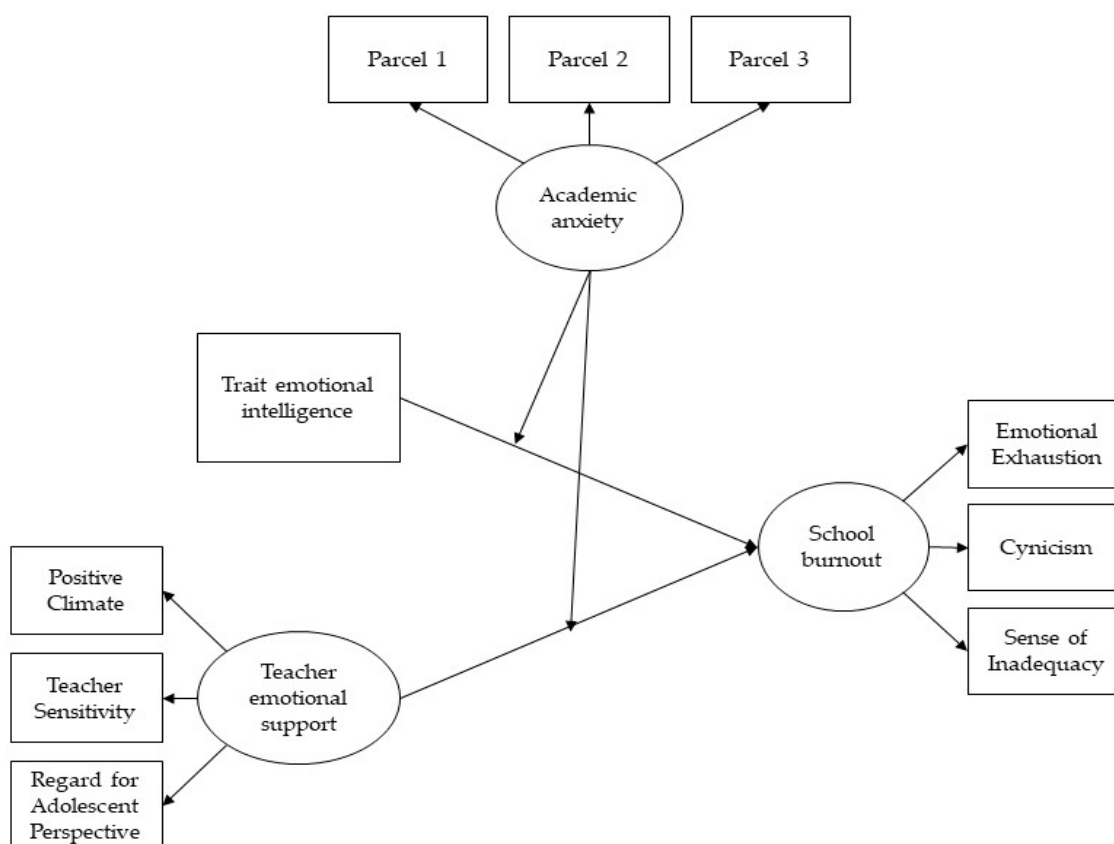 Parcel 1
Parcel 2
Parcel 3
Academic
anxiety
Trait emotional
intelligence
Emotional
Exhaustion
School
burnout
Cynicism
Sense of
Inadequacy
Positive
Climate
Teacher
Sensitivity
Teacher
emotional
support
Regard for
Adolescent
Perspective